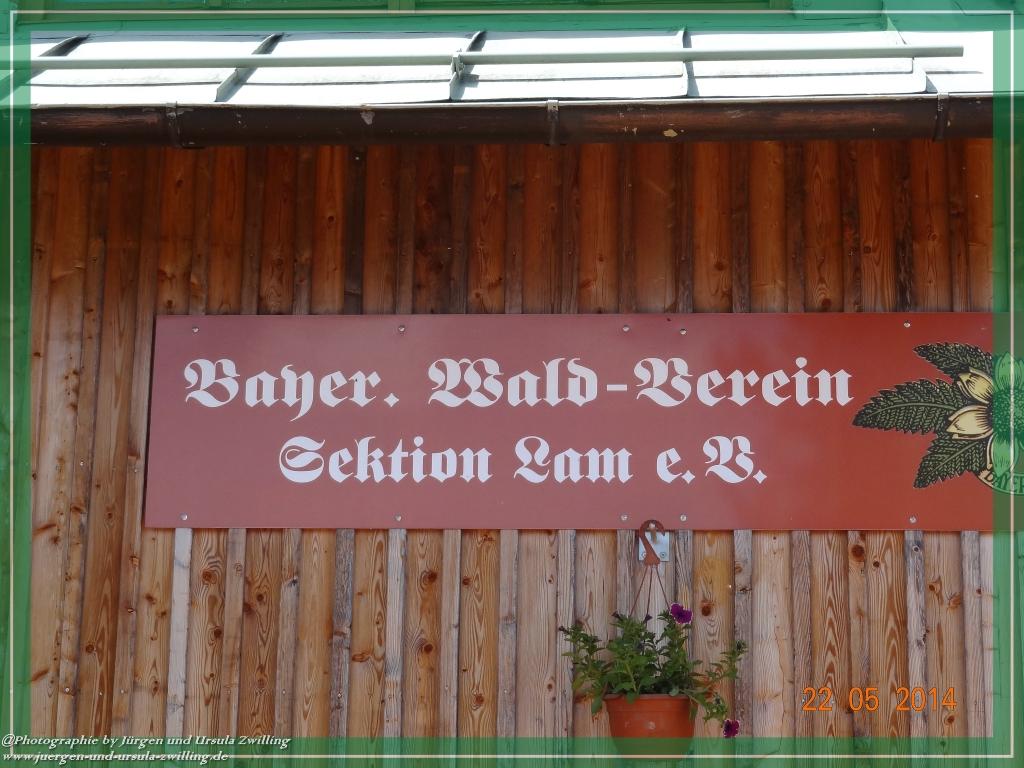 Bayer. Wald-Verein
Sektion Lam e.V.
BAYER
22 05 2014
@Photographie by Jürgen und Ursula Zwilling
www.juergen-und-ursula-zwilling.de